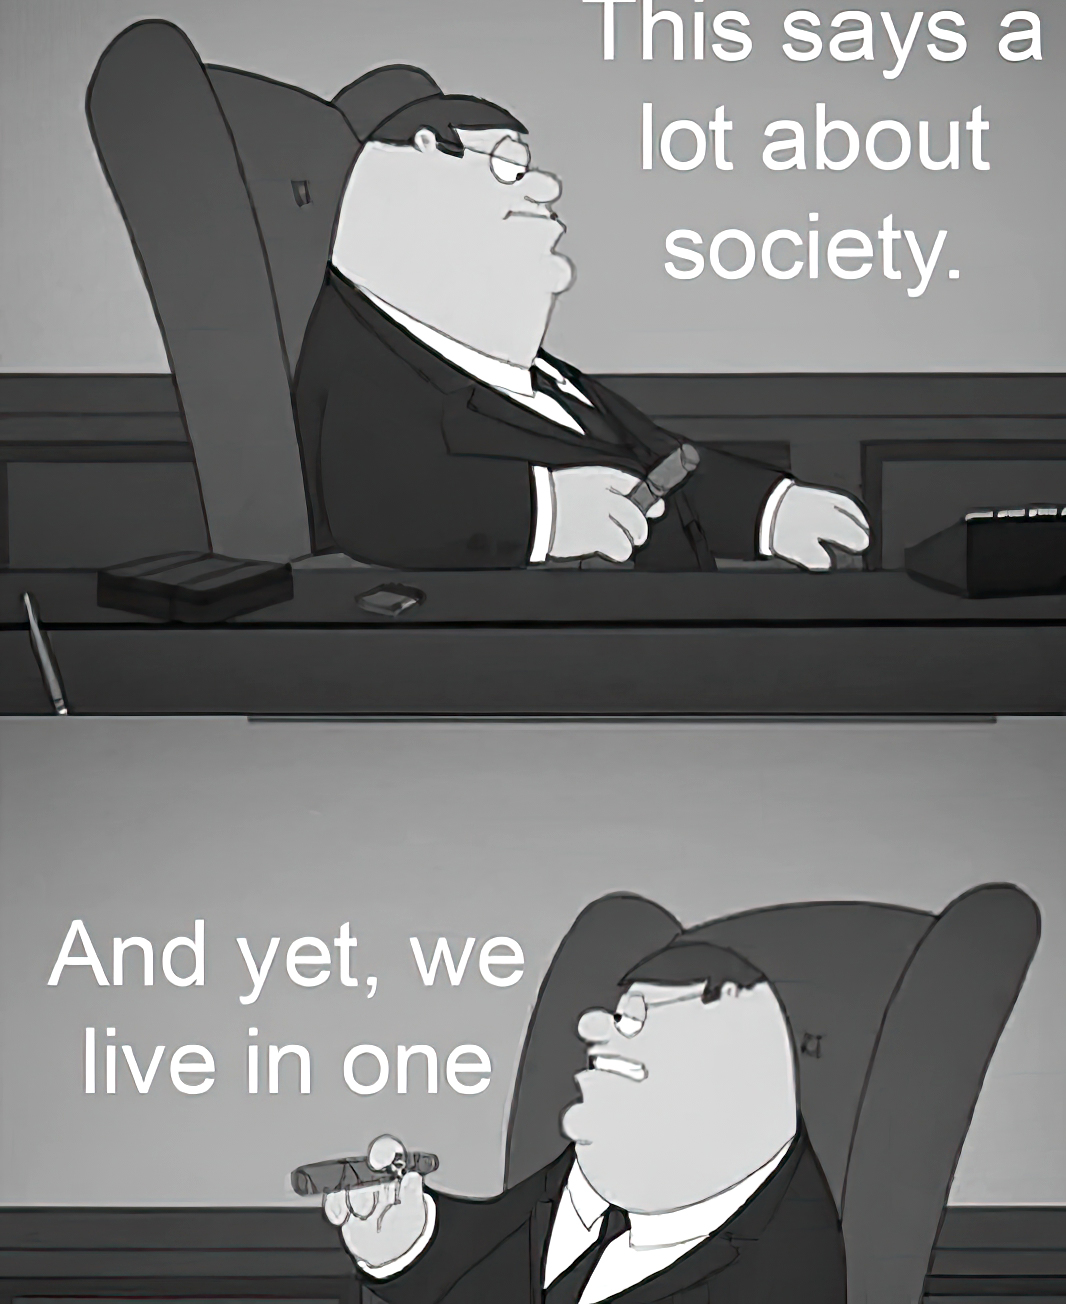 This says a
lot about
society.
And yet, we
live in one